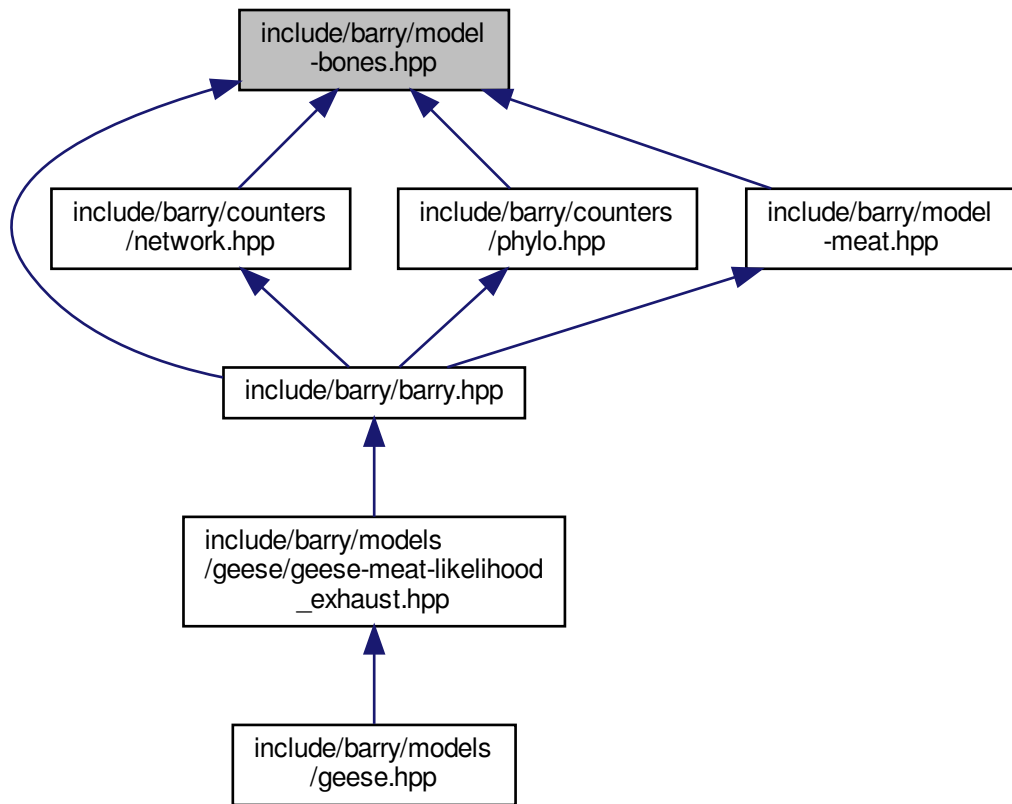 include/barry/model
-bones.hpp
include/barry/counters
/network.hpp
include/barry/counters
/phylo.hpp
include/barry/model
-meat.hpp
include/barry/barry.hpp
include/barry/models
/geese/geese-meat-likelihood
_exhaust.hpp
include/barry/models
/geese.hpp